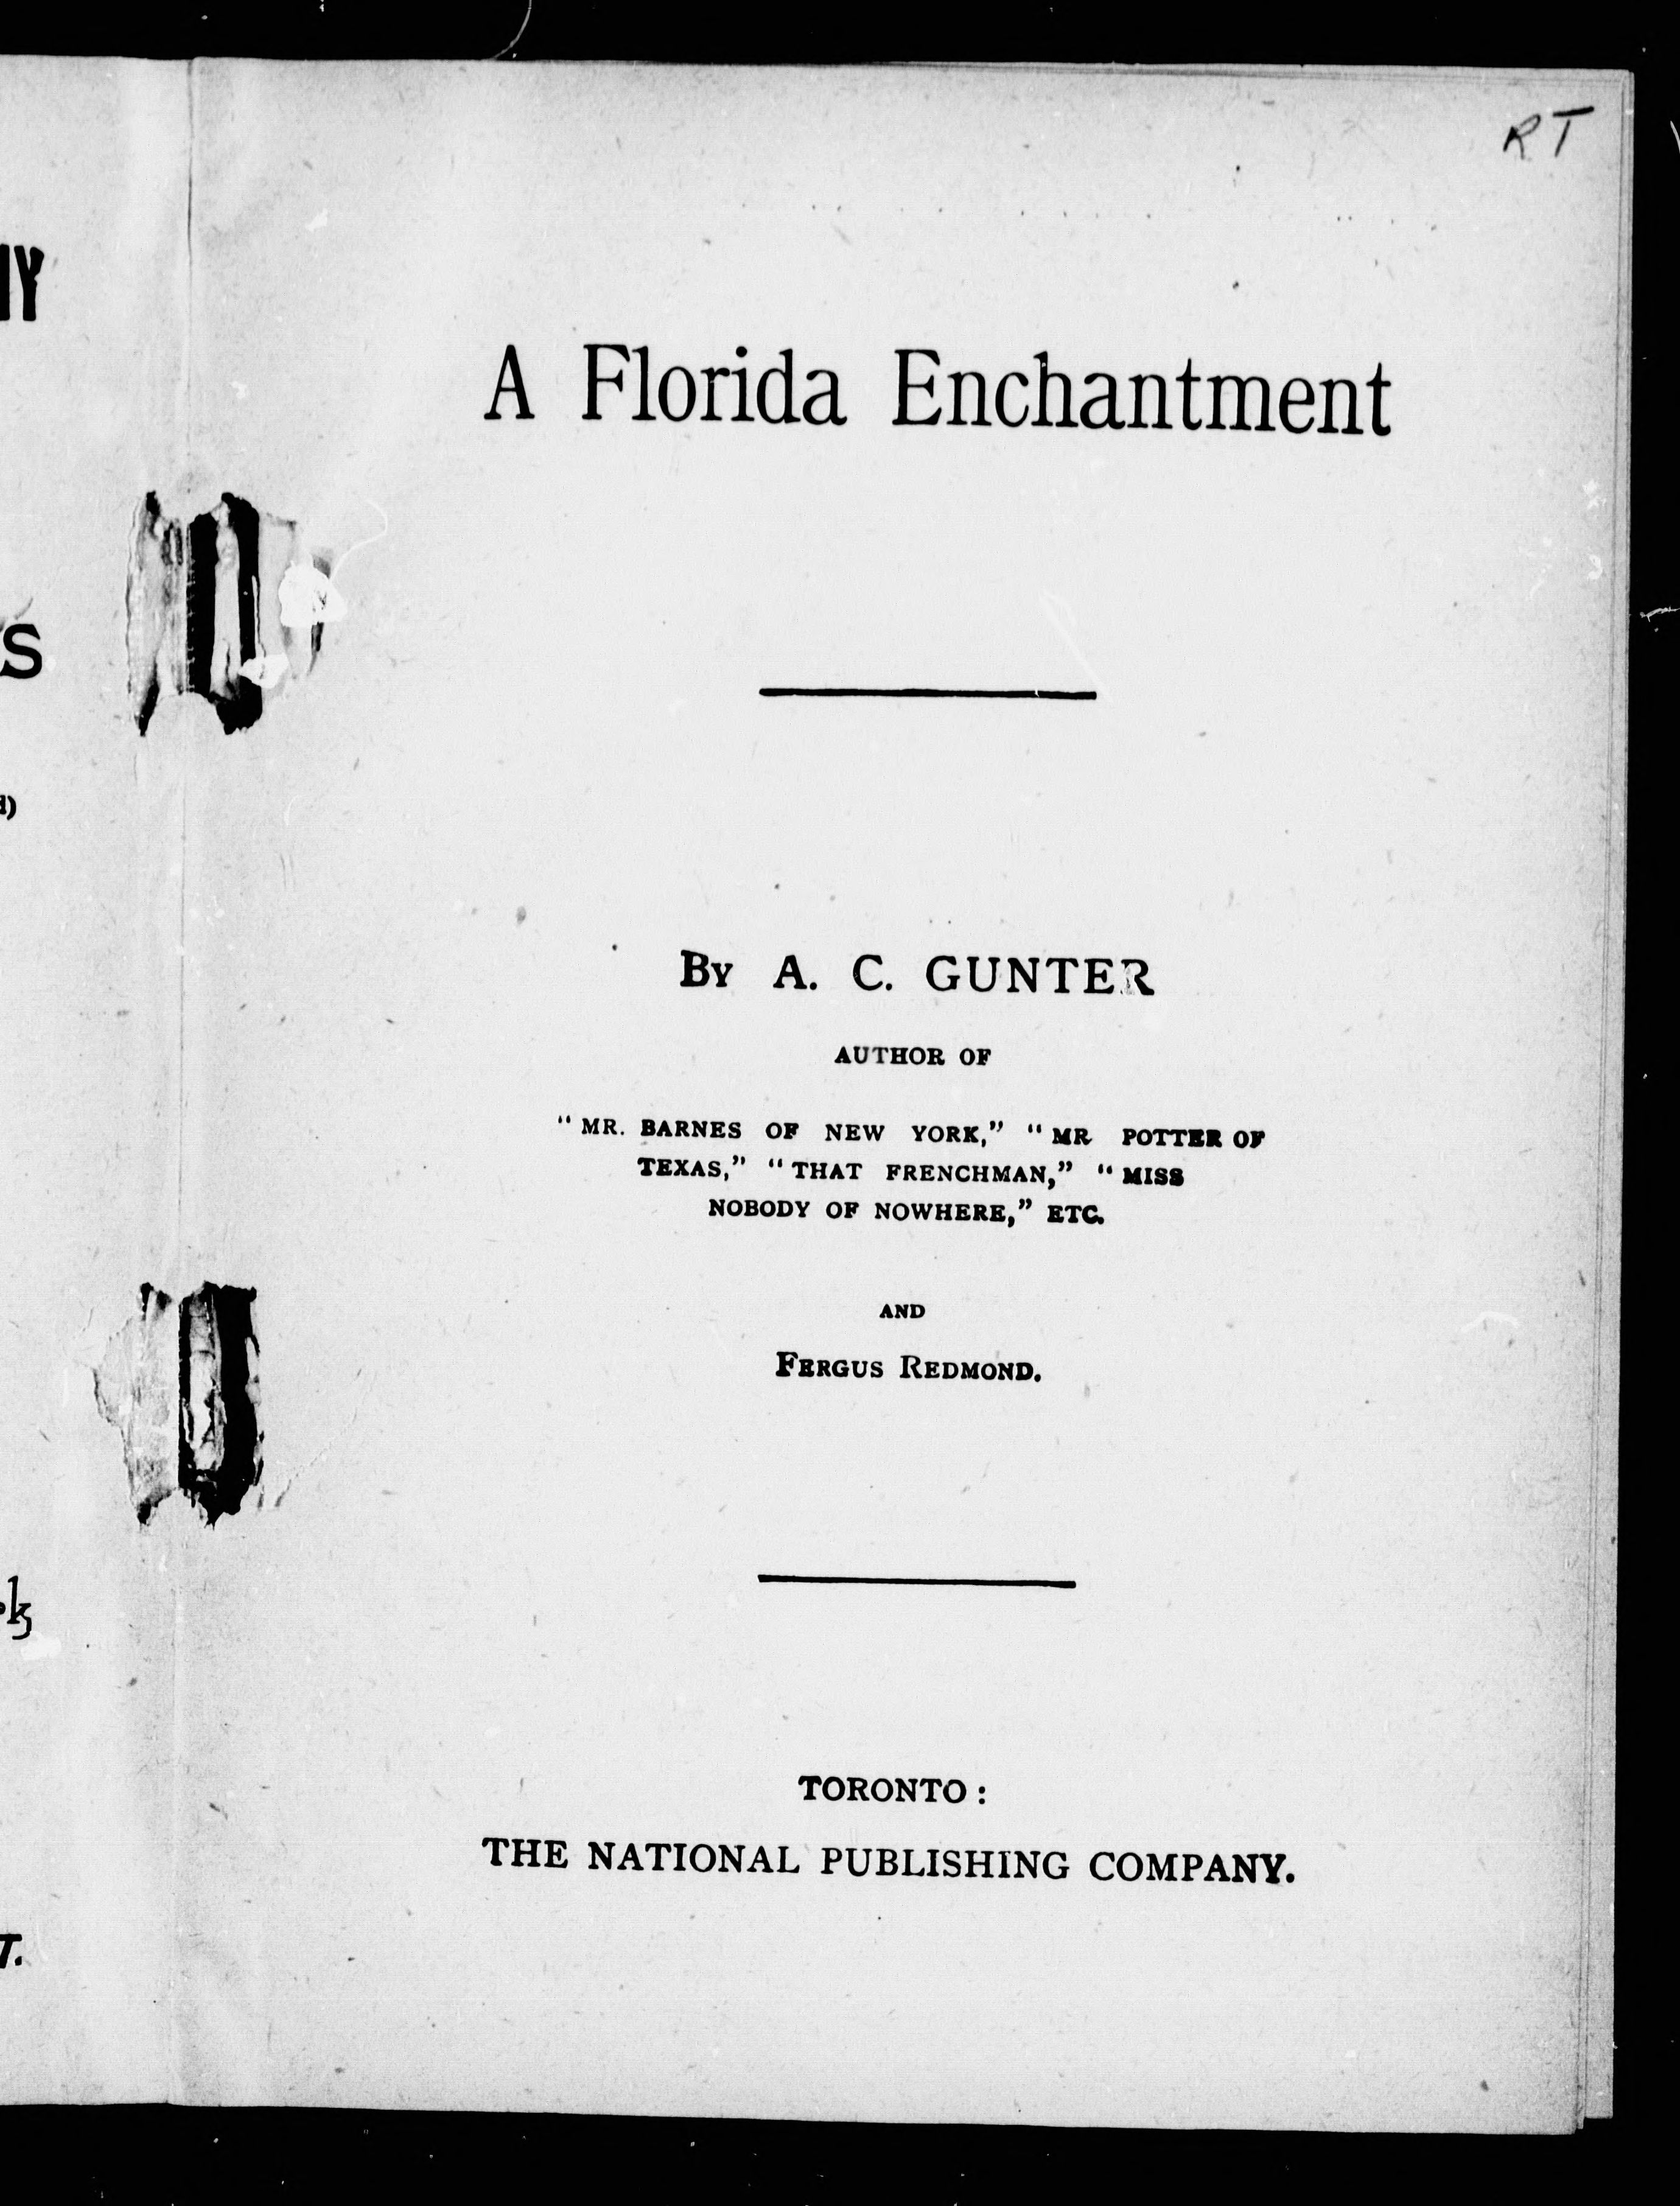 RT
A Florida Enchantment
By A. C. GUNTER
AUTHOR OF
“MR. BARNES OF NEW YORK,” “MR POTTER OF
TEXAS,” “THAT FRENCHMAN,” “MISS
NOBODY OF NOWHERE,” ETC.
AND
FERGUS REDMOND.
TORONTO:
THE NATIONAL PUBLISHING COMPANY.